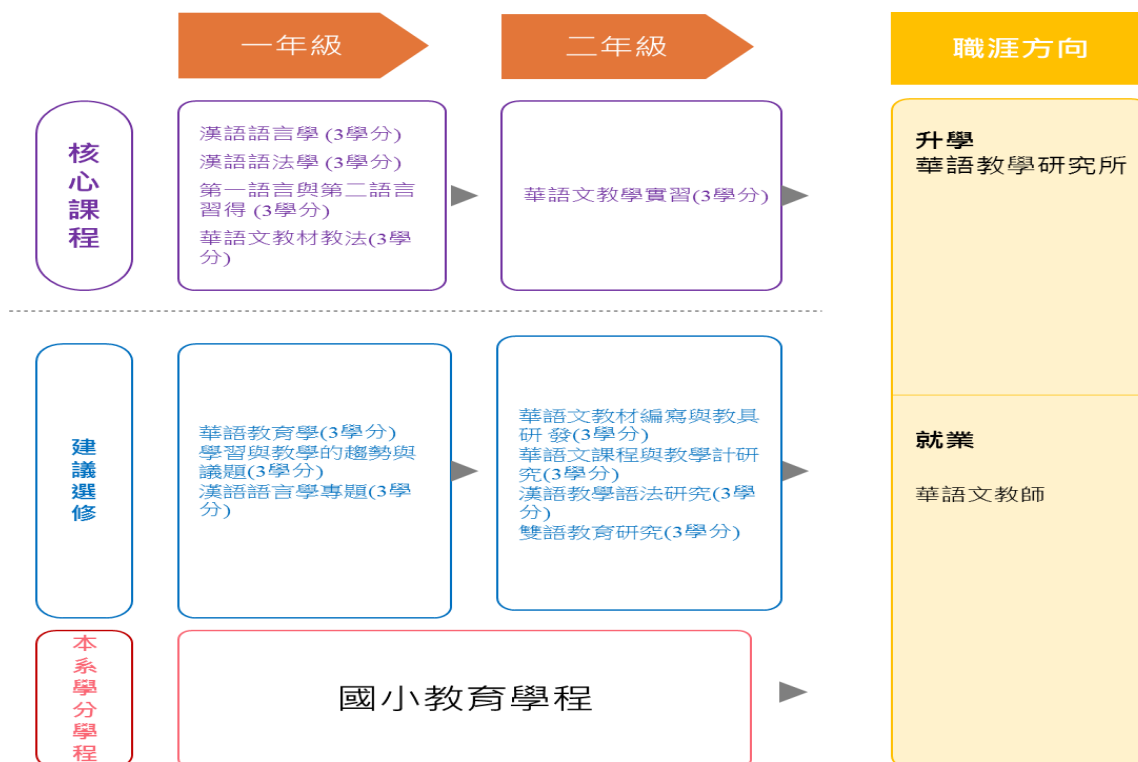 一年級
二年級
職涯方向
核心課程
漢語語言學 (3學分)
漢語語法學 (3學分)
第一語言與第二語言
習得 (3學分)
華語文教材教法(3學
分)
華語文教學實習(3學分)
升學
華語教學研究所
建議選修
華語教育學(3學分)
學習與教學的趨勢與
議題(3學分)
漢語語言學專題(3學
分)
華語文教材編寫與教具
研 發(3學分)
華語文課程與教學計研
究(3學分)
漢語教學語法研究(3學
分)
雙語教育研究(3學分)
就業
華語文教師
本系學分學程
國小教育學程